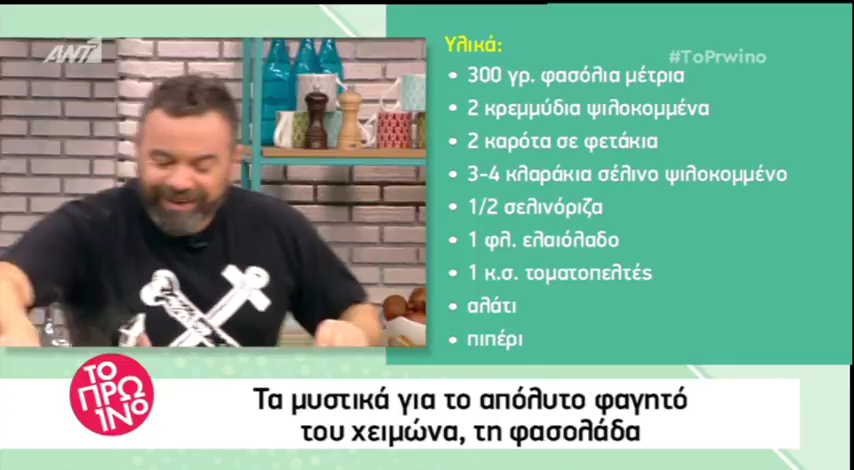 ANT1
Υλικά:
#ToPrwino
• 300 γρ. φασόλια μέτρια
• 2 κρεμμύδια ψιλοκομμένα
• 2 καρότα σε φετάκια
• 3-4 κλαράκια σέλινο ψιλοκομμένο
• 1/2 σελινόριζα
• 1 φλ. ελαιόλαδο
• 1 κ.σ. τοματοπελτές
• αλάτι
• πιπέρι
ΤΟ
ΠΡΩ
ΙΝΟ
Τα μυστικά για το απόλυτο φαγητό
του χειμώνα, τη φασολάδα